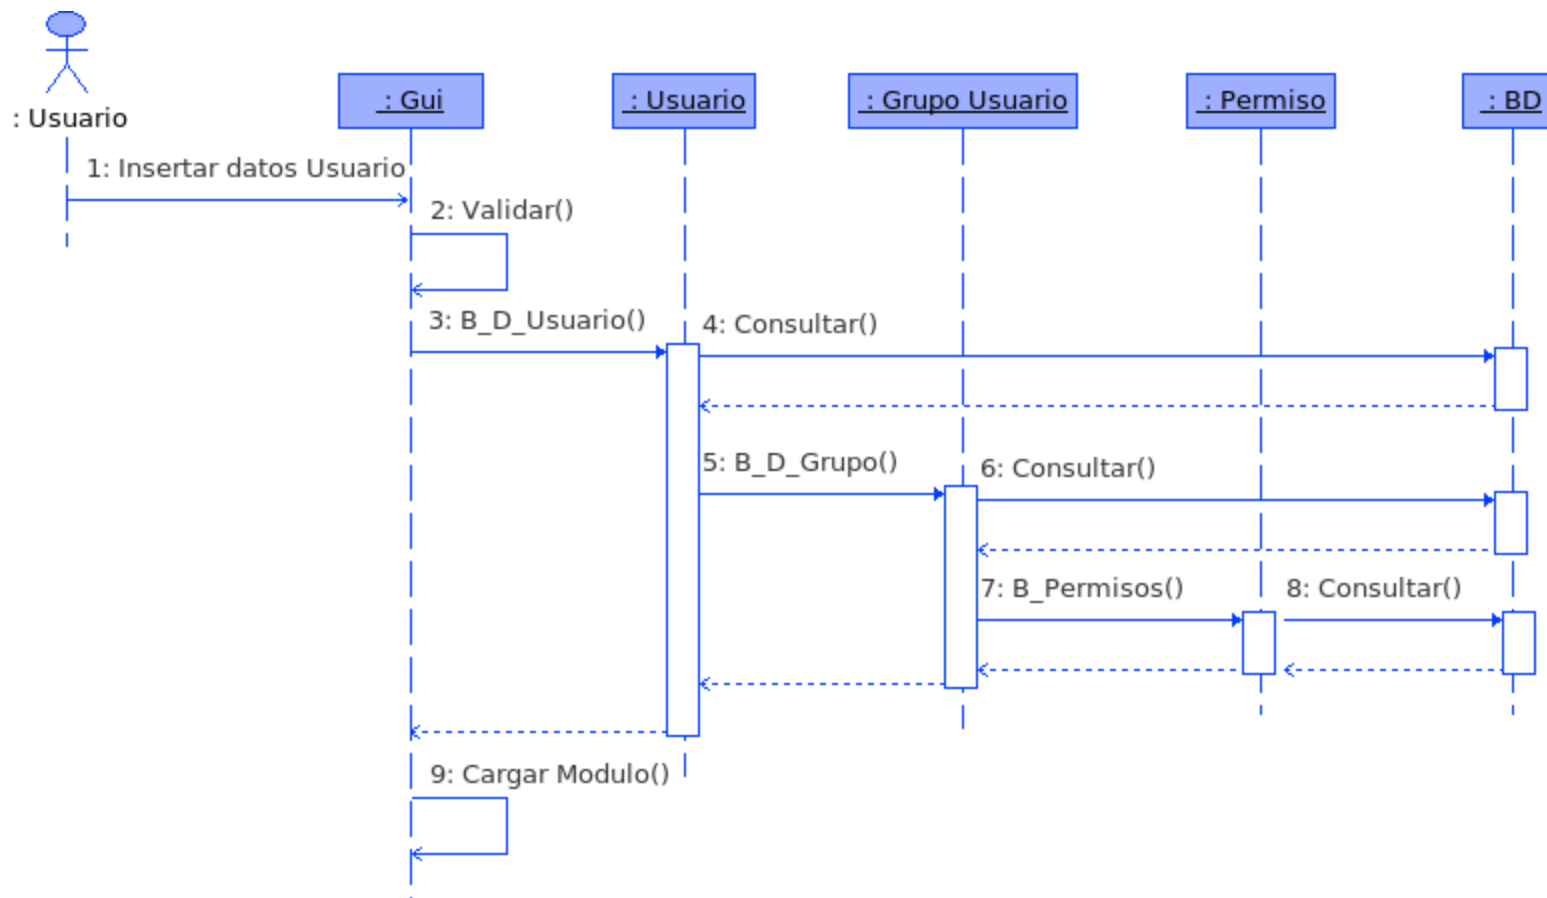 : Usuario
: Gui
: Usuario
: Grupo Usuario
: Permiso
: BD
1: Insertar datos Usuario
2: Validar()
3: B_D_Usuario()
4: Consultar()
5: B_D_Grupo()
6: Consultar()
7: B_Permisos()
8: Consultar()
9: Cargar Modulo()